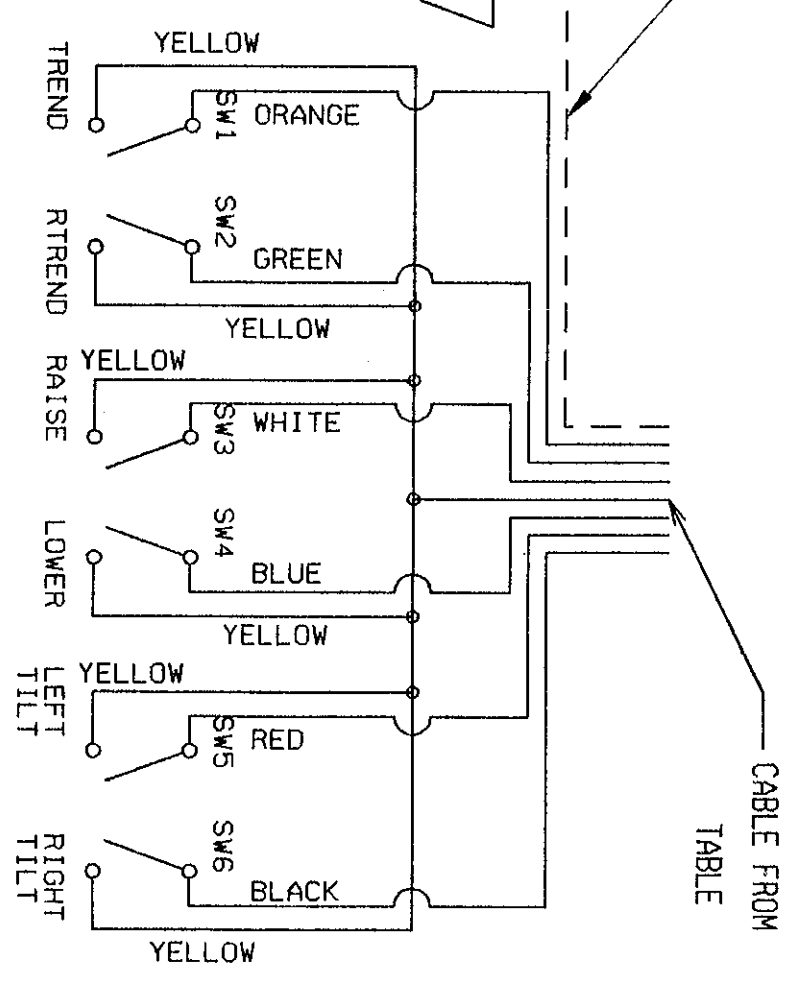 YELLOW
TREND
SW1
ORANGE
SW2
RTREND
GREEN
YELLOW
YELLOW
RAISE
SW3
WHITE
SW4
LOWER
BLUE
YELLOW
YELLOW
LEFT
TILT
SW5
RED
SW6
RIGHT
TILT
BLACK
YELLOW
CABLE FROM
TABLE